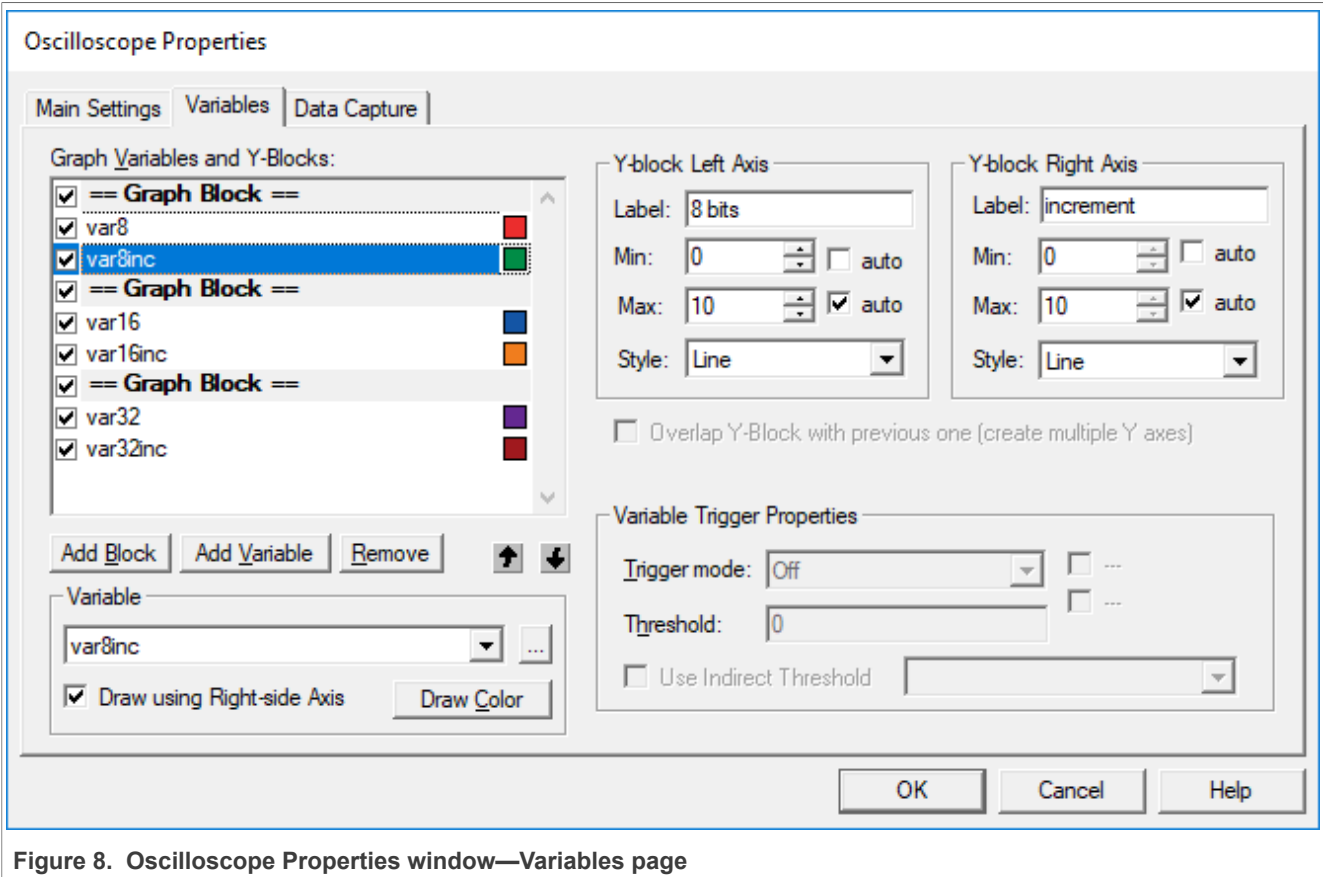 Oscilloscope Properties
Main Settings
Variables
Data Capture
Graph Variables and Y-Blocks:
== Graph Block ==
var8
var8inc
== Graph Block ==
var16
var16inc
== Graph Block ==
var32
var32inc
Add Block
Add Variable
Remove
Variable
var8inc
...
Draw using Right-side Axis
Draw Color
Y-block Left Axis
Label: 8 bits
Min: 0 auto
Max: 10 auto
Style: Line
Y-block Right Axis
Label: increment
Min: 0 auto
Max: 10 auto
Style: Line
Overlap Y-Block with previous one (create multiple Y axes)
Variable Trigger Properties
Trigger mode: Off ---
---
Threshold: 0
Use Indirect Threshold
OK
Cancel
Help
Figure 8. Oscilloscope Properties window—Variables page